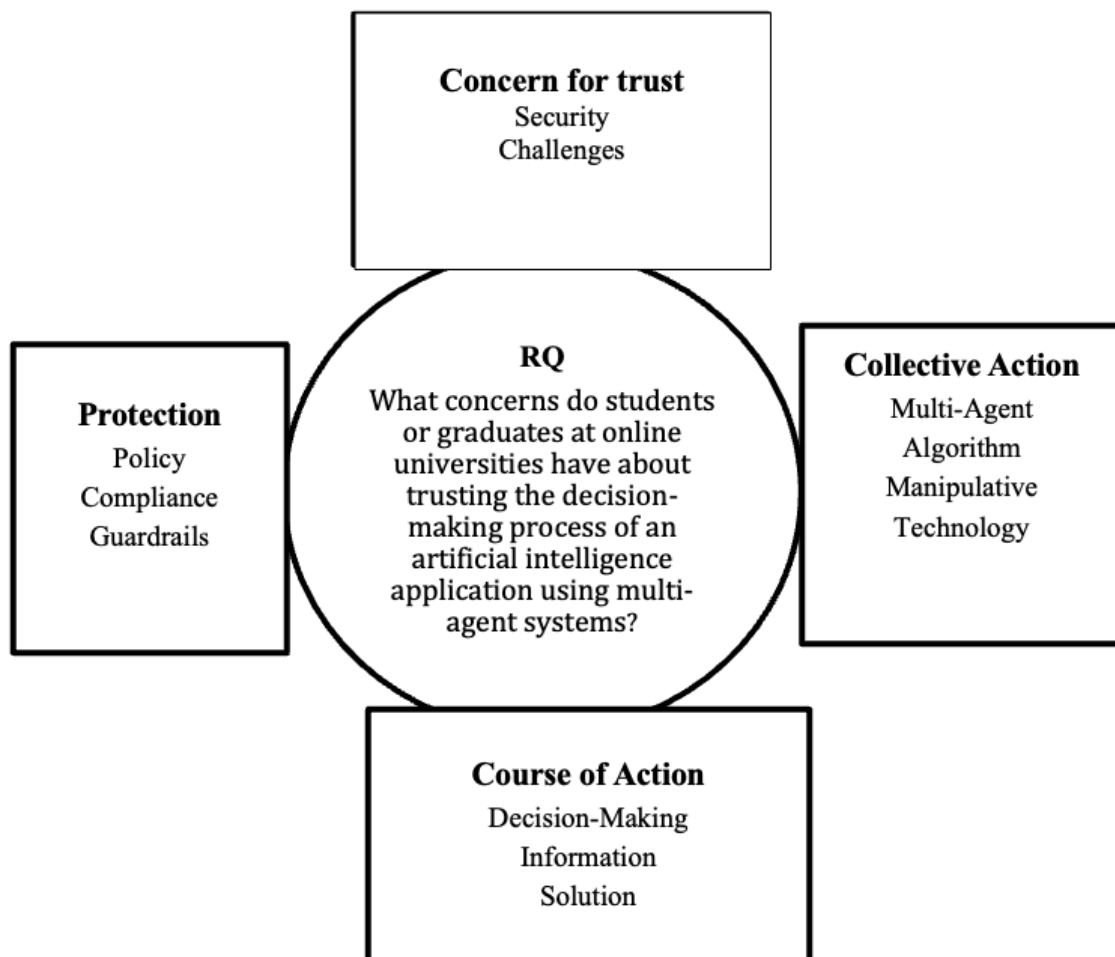 Concern for trust
Security
Challenges
Protection
Policy
Compliance
Guardrails
RQ
What concerns do students
or graduates at online
universities have about
trusting the decision-
making process of an
artificial intelligence
application using multi-
agent systems?
Collective Action
Multi-Agent
Algorithm
Manipulative
Technology
Course of Action
Decision-Making
Information
Solution